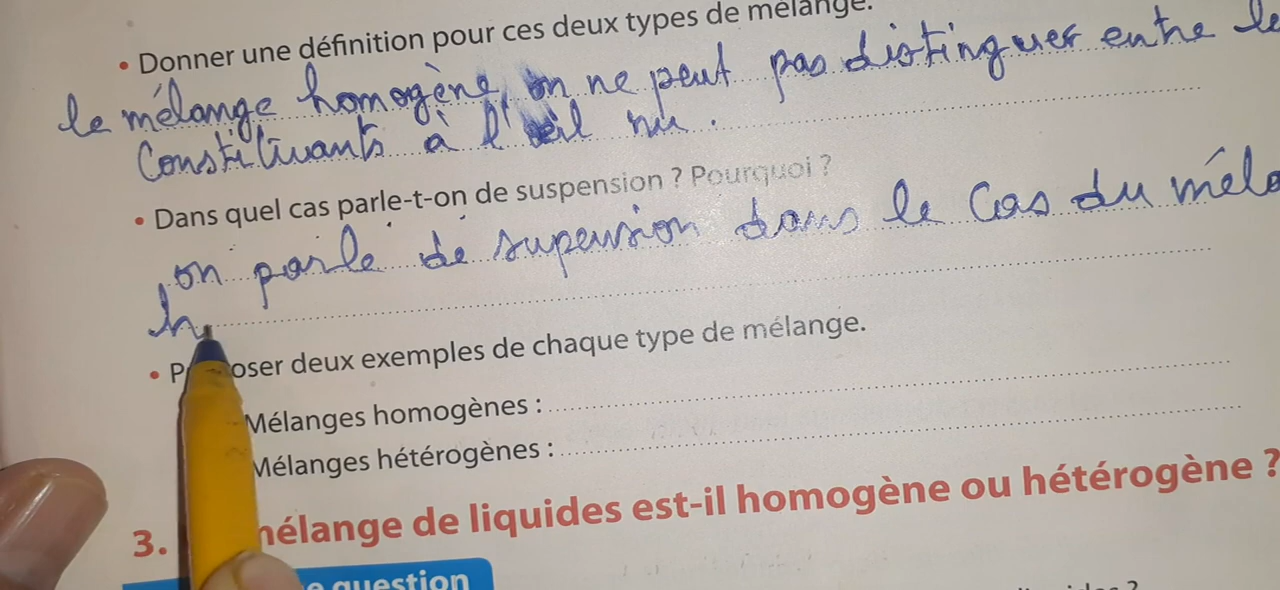 • Donner une définition pour ces deux types de mélange.
le mélange homogène, on ne peut pas distinguer entre le
Constituants à l'œil nu.
• Dans quel cas parle-t-on de suspension ? Pourquoi ?
on parle de supension dans le Cas du méla
h
• P oser deux exemples de chaque type de mélange.
Mélanges homogènes :
Mélanges hétérogènes :
3. mélange de liquides est-il homogène ou hétérogène ?
question